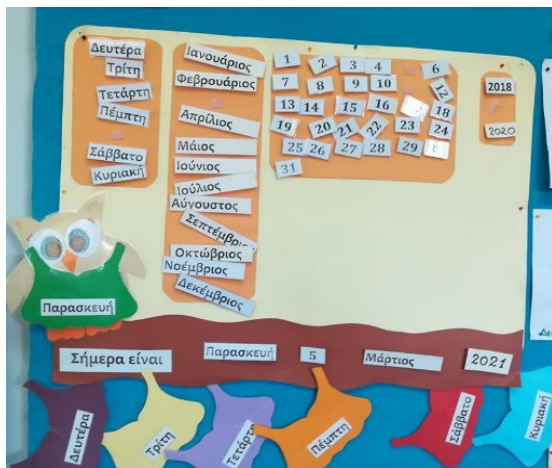 Δευτέρα
Τρίτη
Τετάρτη
Πέμπτη
Σάββατο
Κυριακή
Ιανουάριος
Φεβρουάριος
Απρίλιος
Μάιος
Ιούνιος
Ιούλιος
Αύγουστος
Σεπτέμβριος
Οκτώβριος
Νοέμβριος
Δεκέμβριος
1 2 3 4 6
7 8 9 10 12
13 14 15 16 18
19 20 21 22 23 24
25 26 27 28 29
31
2018
2020
Παρασκευή
Σήμερα είναι Παρασκευή 5 Μάρτιος 2021
Δευτέρα
Τρίτη
Τετάρτη
Πέμπτη
Σάββατο
Κυριακή